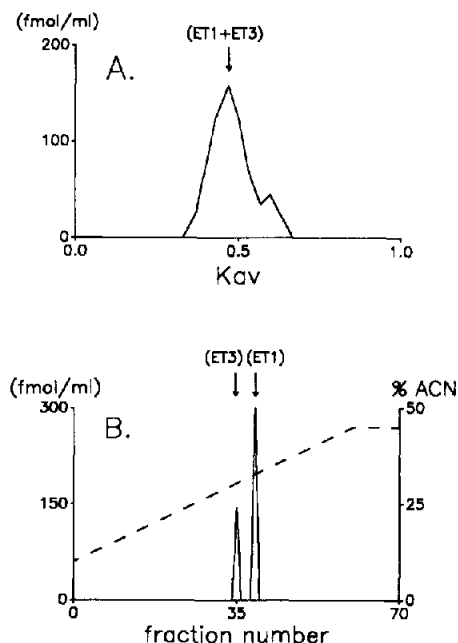 (fmol/ml)
(ET1+ET3)
200
A.
100
0
0.0
0.5
1.0
Kav
(ET3) (ET1)
(fmol/ml)
% ACN
300
50
B.
150
25
0
0
0
35
70
fraction number